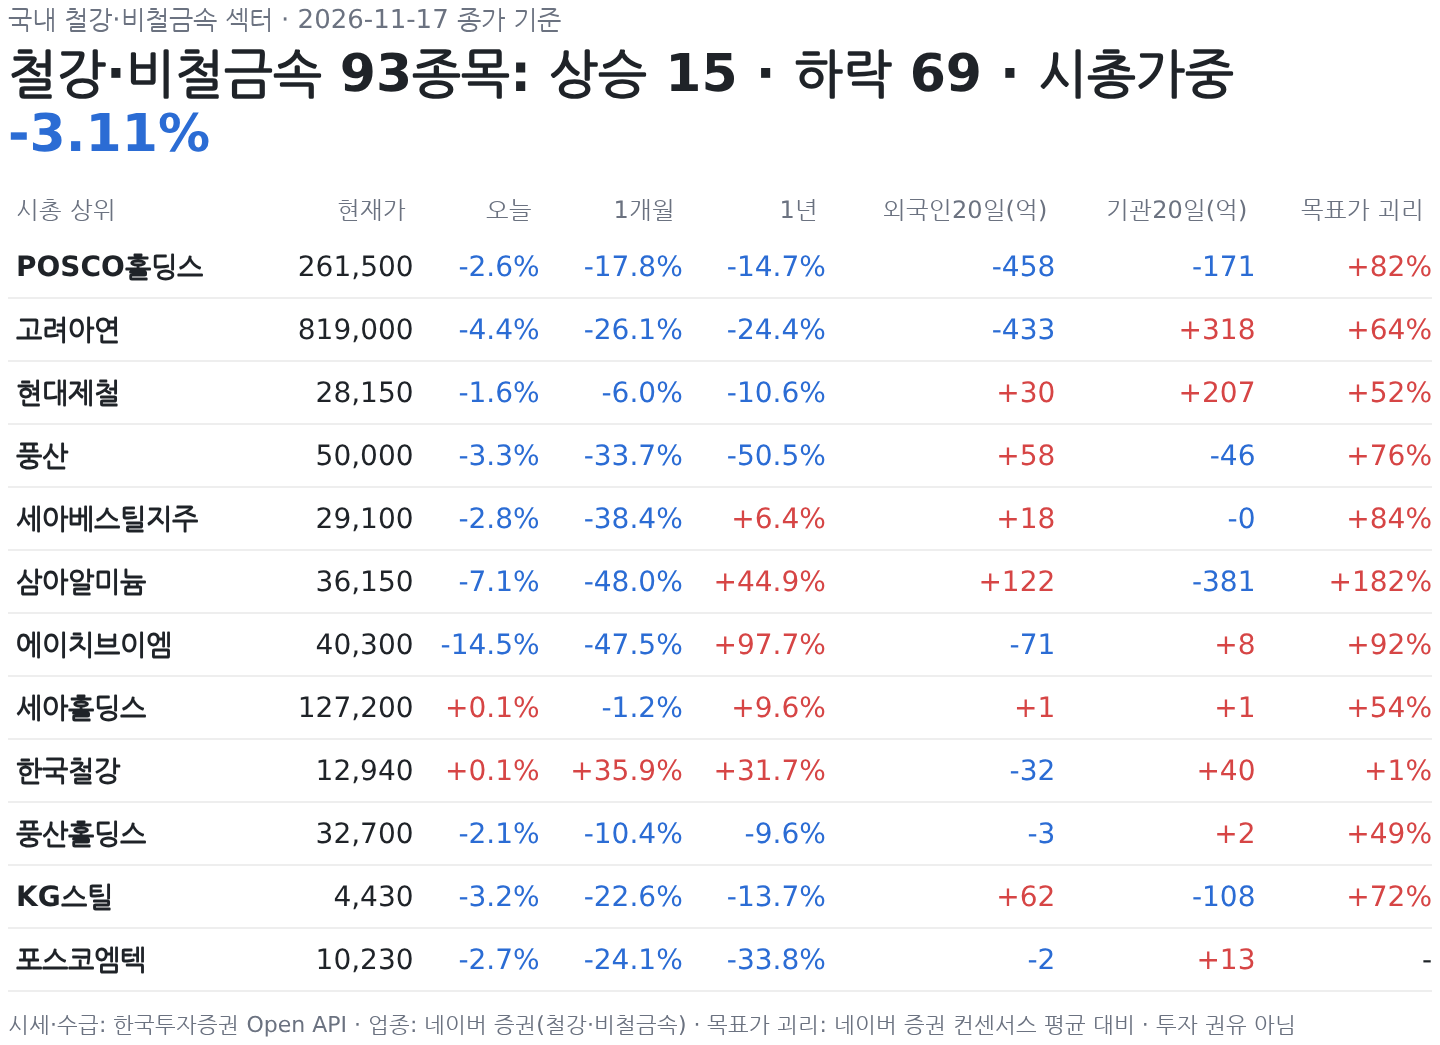 국내 철강·비철금속 섹터 · 2026-11-17 종가 기준
철강·비철금속 93종목: 상승 15 · 하락 69 · 시총가중
-3.11%
시총 상위 현재가 오늘 1개월 1년 외국인20일(억) 기관20일(억) 목표가 괴리
POSCO홀딩스 261,500 -2.6% -17.8% -14.7% -458 -171 +82%
고려아연 819,000 -4.4% -26.1% -24.4% -433 +318 +64%
현대제철 28,150 -1.6% -6.0% -10.6% +30 +207 +52%
풍산 50,000 -3.3% -33.7% -50.5% +58 -46 +76%
세아베스틸지주 29,100 -2.8% -38.4% +6.4% +18 -0 +84%
삼아알미늄 36,150 -7.1% -48.0% +44.9% +122 -381 +182%
에이치브이엠 40,300 -14.5% -47.5% +97.7% -71 +8 +92%
세아홀딩스 127,200 +0.1% -1.2% +9.6% +1 +1 +54%
한국철강 12,940 +0.1% +35.9% +31.7% -32 +40 +1%
풍산홀딩스 32,700 -2.1% -10.4% -9.6% -3 +2 +49%
KG스틸 4,430 -3.2% -22.6% -13.7% +62 -108 +72%
포스코엠텍 10,230 -2.7% -24.1% -33.8% -2 +13 -
시세·수급: 한국투자증권 Open API · 업종: 네이버 증권(철강·비철금속) · 목표가 괴리: 네이버 증권 컨센서스 평균 대비 · 투자 권유 아님